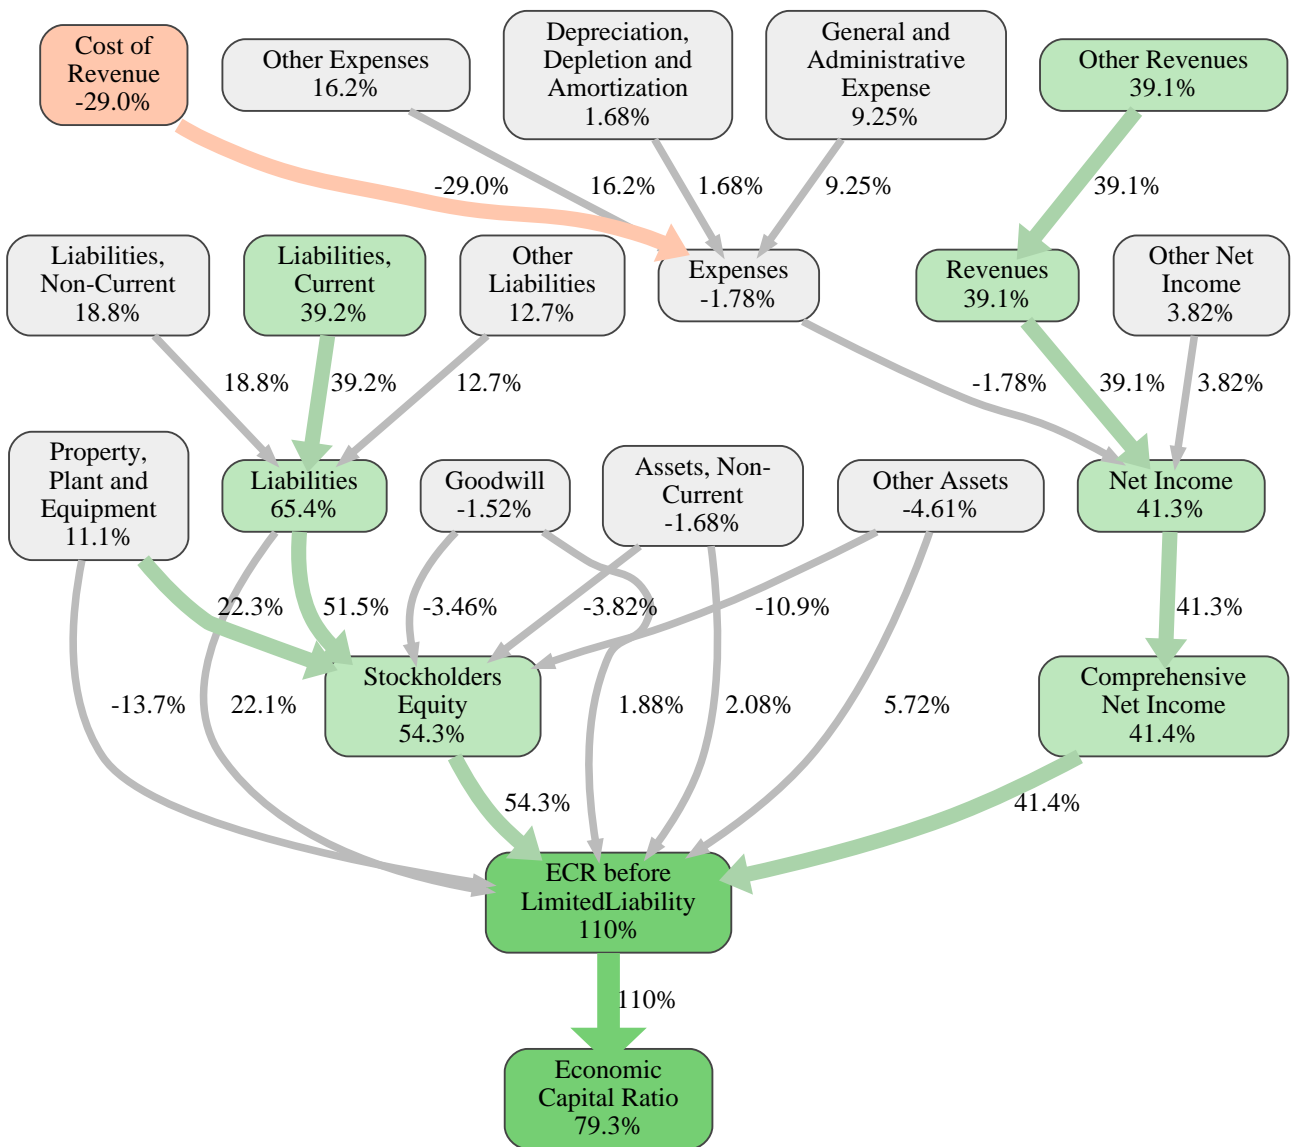 Cost of
Revenue
-29.0%
Other Expenses
16.2%
Depreciation,
Depletion and
Amortization
1.68%
General and
Administrative
Expense
9.25%
Other Revenues
39.1%
-29.0%
16.2%
1.68%
9.25%
39.1%
Liabilities,
Non-Current
18.8%
Liabilities,
Current
39.2%
Other
Liabilities
12.7%
Expenses
-1.78%
Revenues
39.1%
Other Net
Income
3.82%
18.8%
39.2%
12.7%
-1.78%
39.1%
3.82%
Property,
Plant and
Equipment
11.1%
Liabilities
65.4%
Goodwill
-1.52%
Assets, Non-
Current
-1.68%
Other Assets
-4.61%
Net Income
41.3%
22.3%
51.5%
-3.46%
-3.82%
-10.9%
41.3%
-13.7%
22.1%
Stockholders
Equity
54.3%
1.88%
2.08%
5.72%
Comprehensive
Net Income
41.4%
54.3%
41.4%
ECR before
LimitedLiability
110%
110%
Economic
Capital Ratio
79.3%